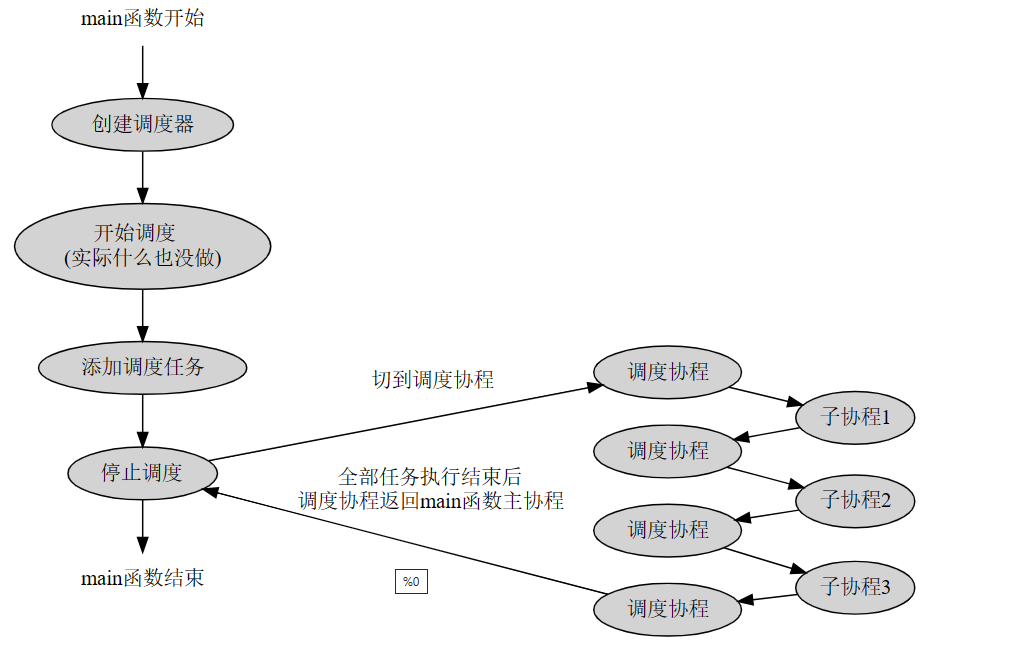 main函数开始
创建调度器
开始调度
(实际什么也没做)
添加调度任务
停止调度
main函数结束
切到调度协程
全部任务执行结束后
调度协程返回main函数主协程
%0
调度协程
子协程1
调度协程
子协程2
调度协程
子协程3
调度协程